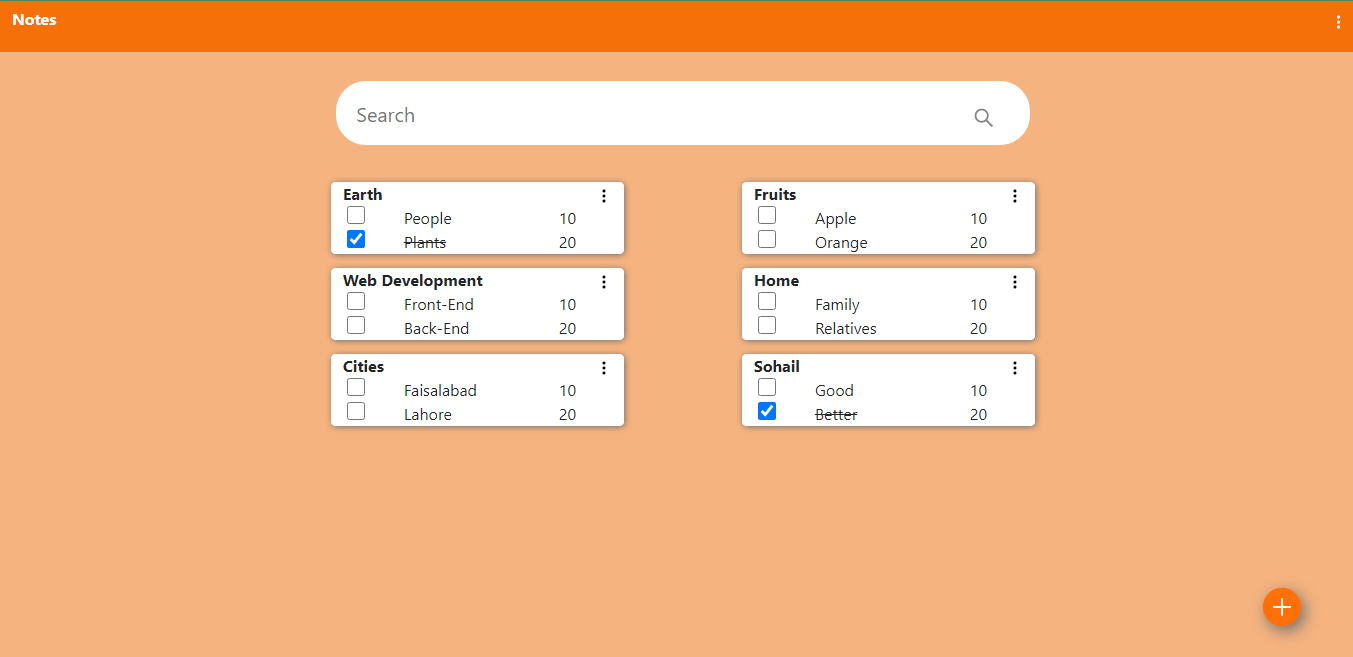 Notes
Search
Earth
People 10
Plants 20
Fruits
Apple 10
Orange 20
Web Development
Front-End 10
Back-End 20
Home
Family 10
Relatives 20
Cities
Faisalabad 10
Lahore 20
Sohail
Good 10
Better 20